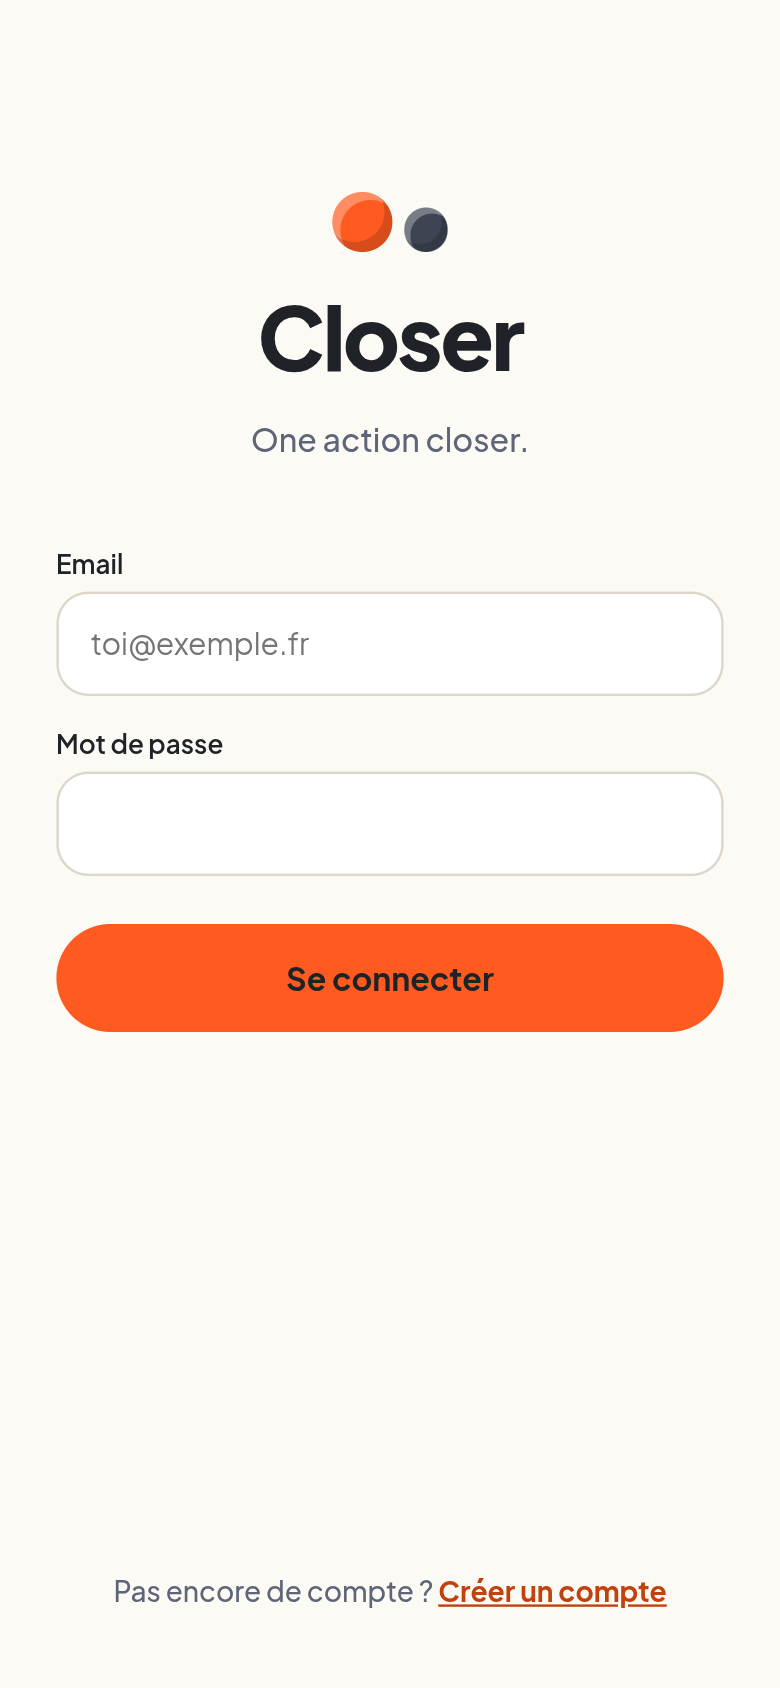 Closer
One action closer.
Email
toi@exemple.fr
Mot de passe
Se connecter
Pas encore de compte ? Créer un compte